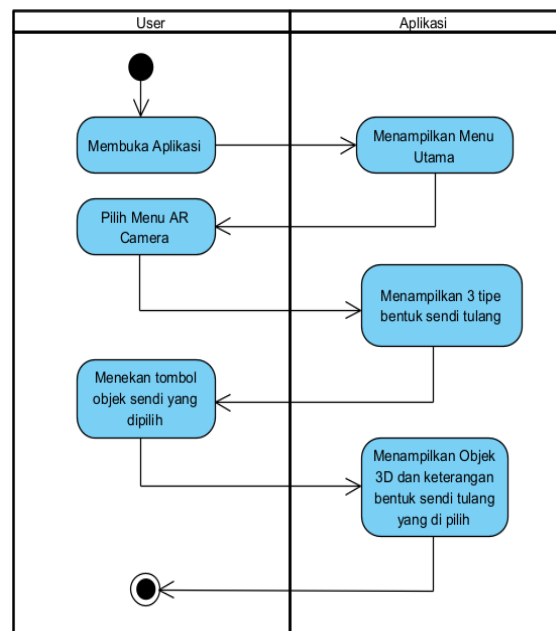 User
Aplikasi
Membuka Aplikasi
Menampilkan Menu
Utama
Pilih Menu AR
Camera
Menampilkan 3 tipe
bentuk sendi tulang
Menekan tombol
objek sendi yang
dipilih
Menampilkan Objek
3D dan keterangan
bentuk sendi tulang
yang di pilih